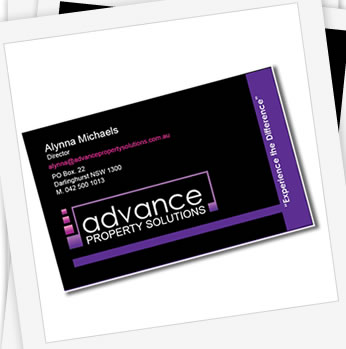 Alynna Michaels
Director
alynna@advancepropertysolutions.com.au
PO Box. 22
Darlinghurst NSW 1300
M. 042 500 1013
advance
PROPERTY SOLUTIONS
"Experience the Difference"